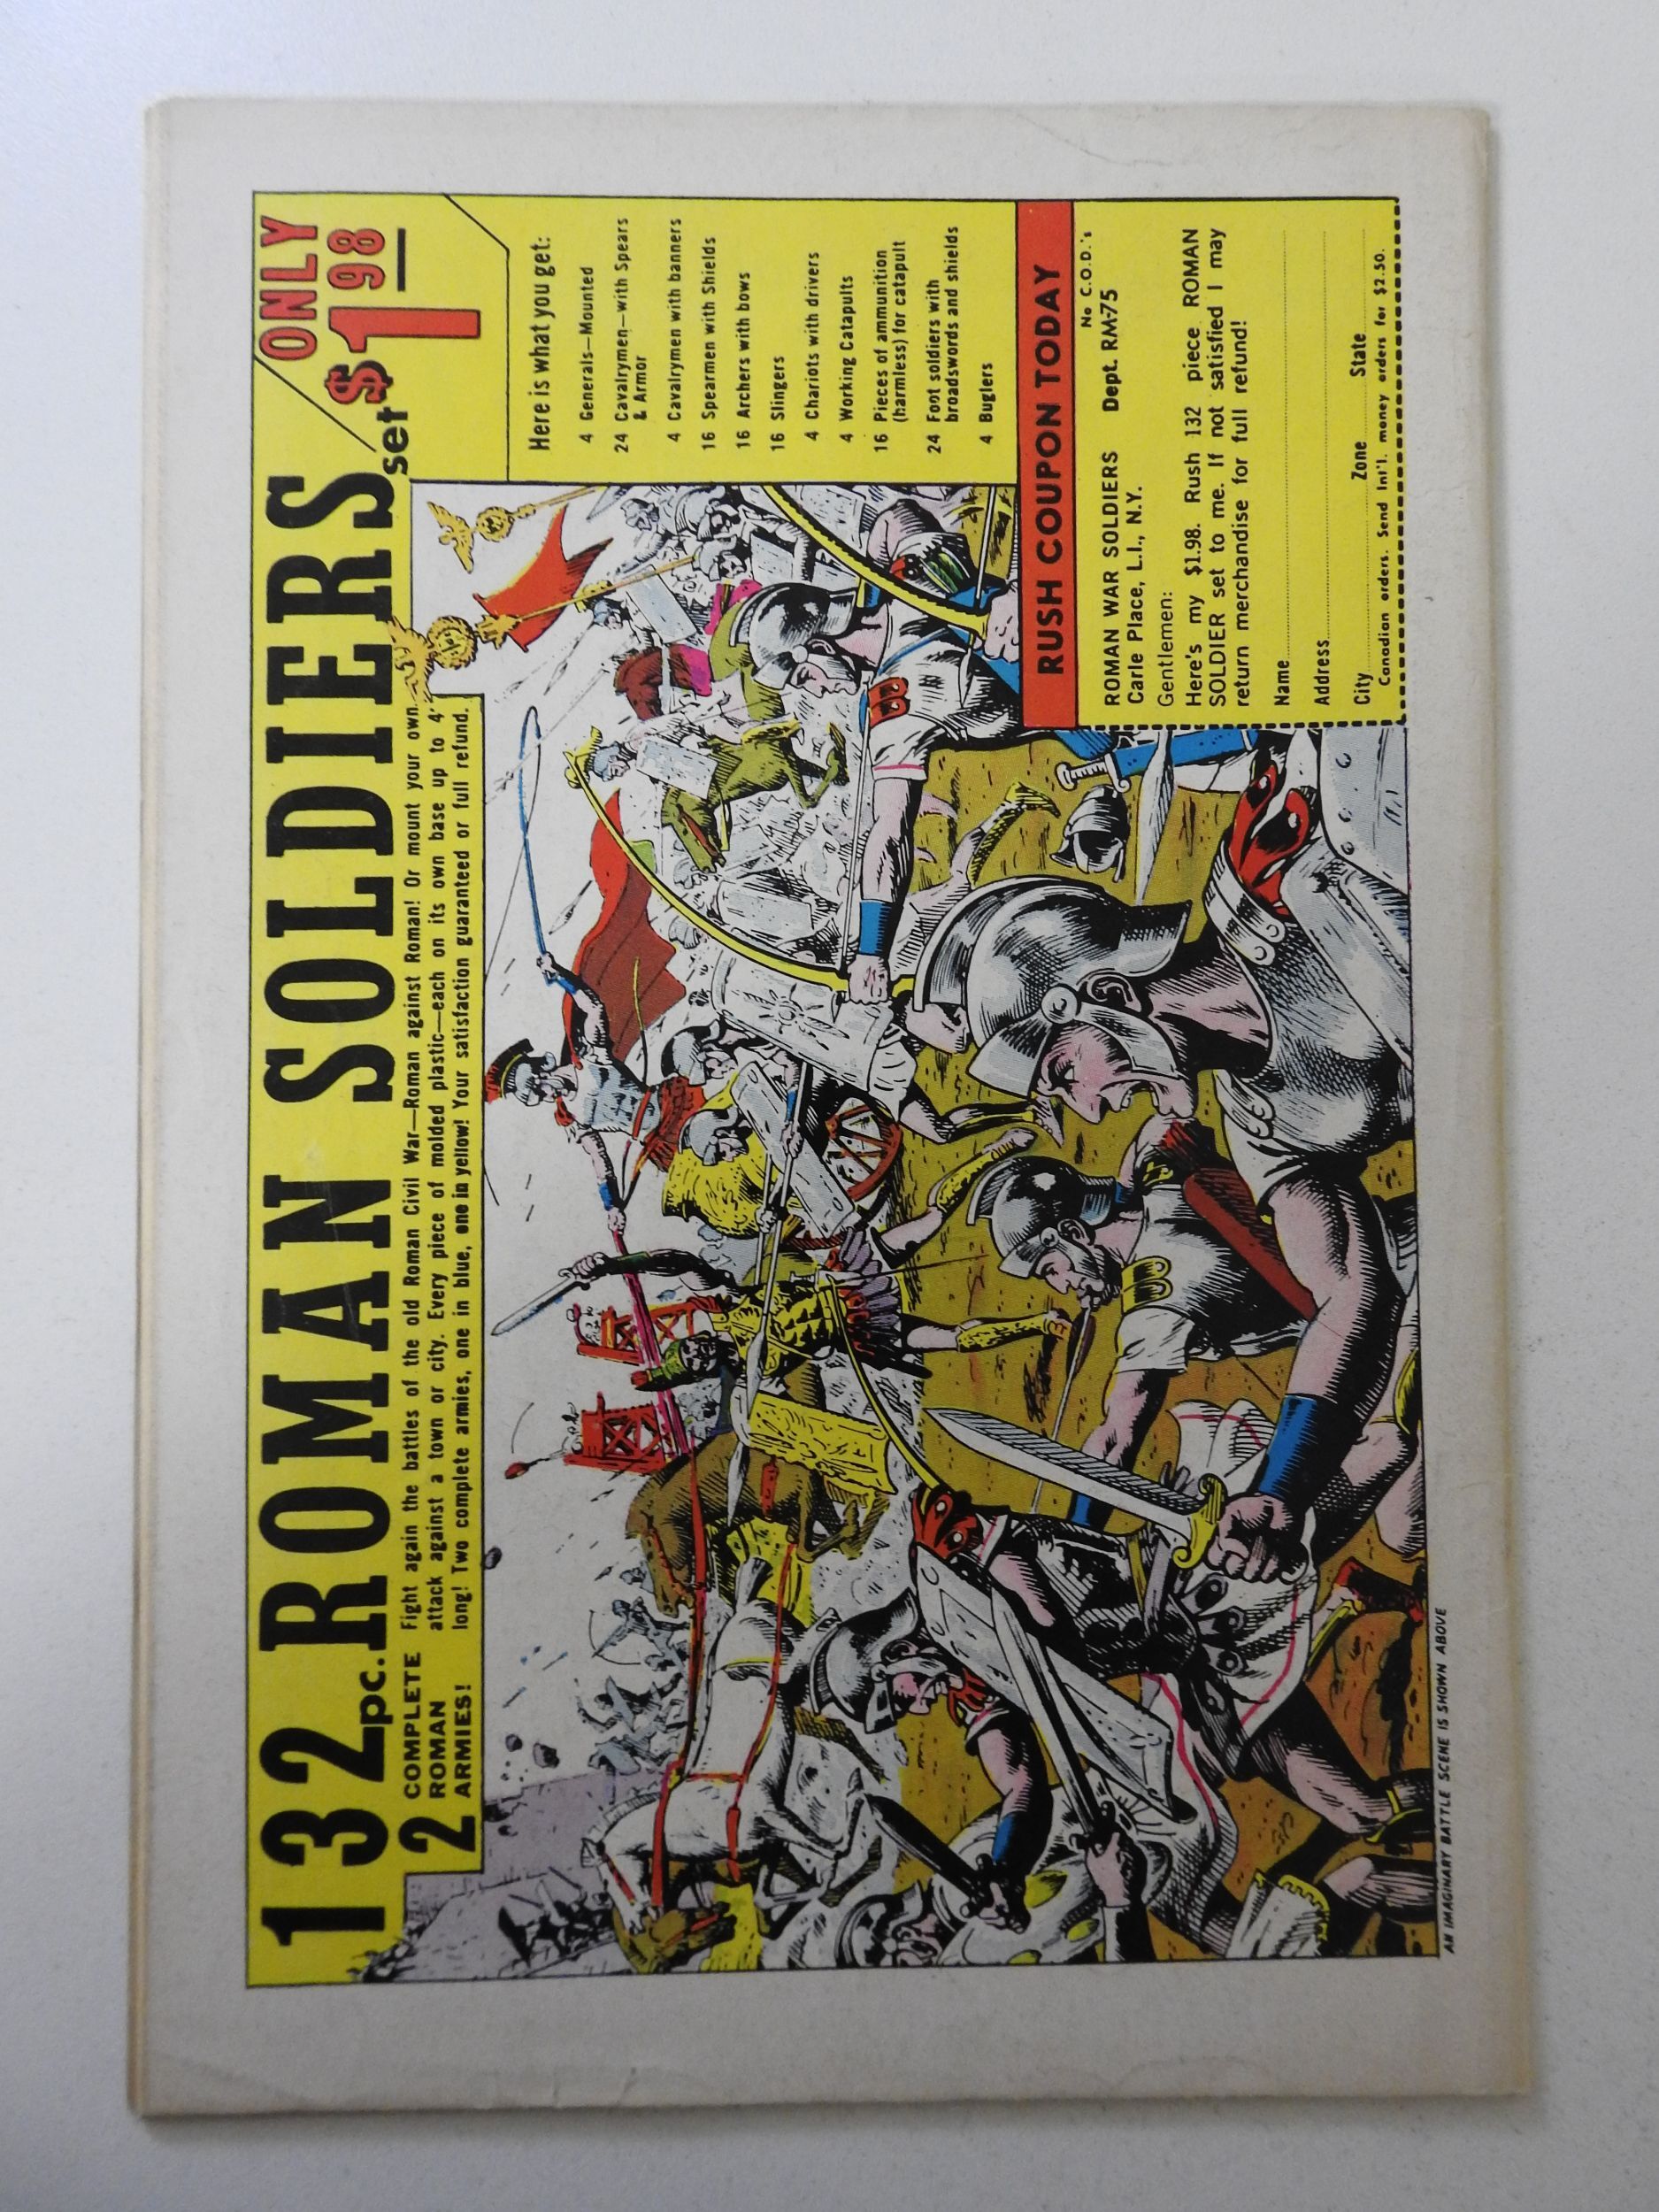 132 pc. ROMAN SOLDIERS set
ONLY
$1.98
2 COMPLETE
ROMAN
ARMIES!
Fight again the battles of the old Roman Civil War—Roman against Roman! Or mount your own
attack against a town or city. Every piece of molded plastic—each on its own base up to 4"
long! Two complete armies, one in blue, one in yellow! Your satisfaction guaranteed or full refund.
Here is what you get:
4 Generals—Mounted
24 Cavalrymen—with Spears
& Armor
4 Cavalrymen with banners
16 Spearmen with Shields
16 Archers with bows
16 Slingers
4 Chariots with drivers
4 Working Catapults
16 Pieces of ammunition
(harmless) for catapult
24 Foot soldiers with
broadswords and shields
4 Buglers
RUSH COUPON TODAY
No C.O.D.'s
ROMAN WAR SOLDIERS Dept. RM-75
Carle Place, L.I., N.Y.
Gentlemen:
Here's my $1.98. Rush 132 piece ROMAN
SOLDIER set to me. If not satisfied I may
return merchandise for full refund!
Name
Address
City Zone State
Canadian orders. Send Int'l. money orders for $2.50.
AN IMAGINARY BATTLE SCENE IS SHOWN ABOVE